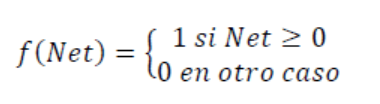 f(Net) = { 1 si Net ≥ 0
0 en otro caso